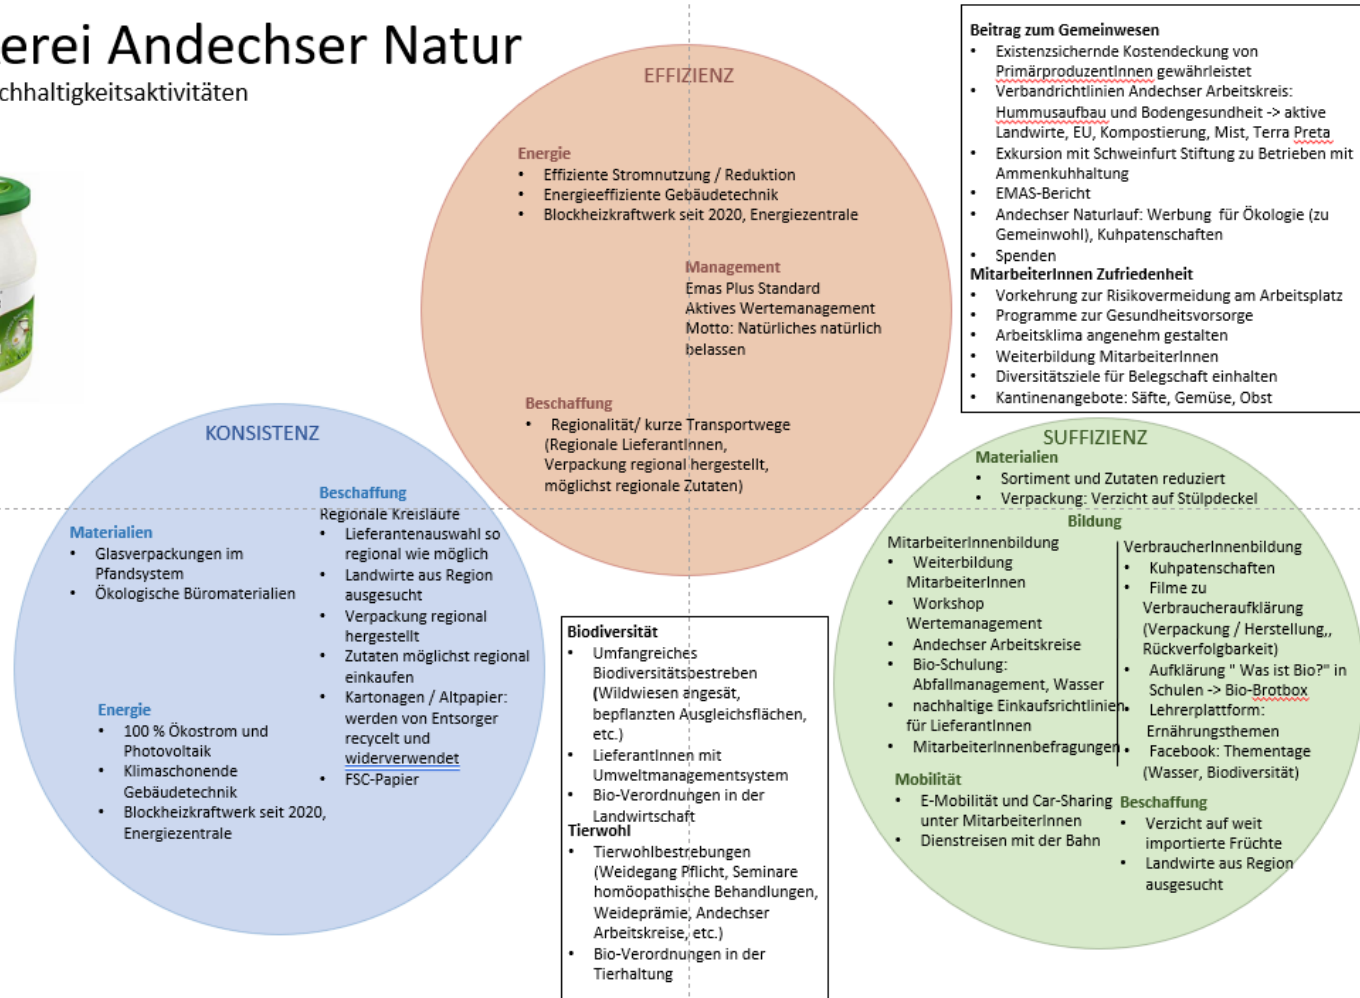 erei Andechser Natur
chhaltigkeitsaktivitäten
EFFIZIENZ
Energie
• Effiziente Stromnutzung / Reduktion
• Energieeffiziente Gebäudetechnik
• Blockheizkraftwerk seit 2020, Energiezentrale
Management
Emas Plus Standard
Aktives Wertemanagement
Motto: Natürliches natürlich
belassen
Beschaffung
• Regionalität/ kurze Transportwege
(Regionale LieferantInnen,
Verpackung regional hergestellt,
möglichst regionale Zutaten)
Beitrag zum Gemeinwesen
• Existenzsichernde Kostendeckung von
PrimärproduzentInnen gewährleistet
• Verbandrichtlinien Andechser Arbeitskreis:
Hummusaufbau und Bodengesundheit -> aktive
Landwirte, EU, Kompostierung, Mist, Terra Preta
• Exkursion mit Schweinfurt Stiftung zu Betrieben mit
Ammenkuhhaltung
• EMAS-Bericht
• Andechser Naturlauf: Werbung für Ökologie (zu
Gemeinwohl), Kuhpatenschaften
• Spenden
MitarbeiterInnen Zufriedenheit
• Vorkehrung zur Risikovermeidung am Arbeitsplatz
• Programme zur Gesundheitsvorsorge
• Arbeitsklima angenehm gestalten
• Weiterbildung MitarbeiterInnen
• Diversitätsziele für Belegschaft einhalten
• Kantinenangebote: Säfte, Gemüse, Obst
KONSISTENZ
Materialien
• Glasverpackungen im
Pfandsystem
• Ökologische Büromaterialien
Energie
• 100 % Ökostrom und
Photovoltaik
• Klimaschonende
Gebäudetechnik
• Blockheizkraftwerk seit 2020,
Energiezentrale
Beschaffung
Regionale Kreisläufe
• Lieferantenauswahl so
regional wie möglich
• Landwirte aus Region
ausgesucht
• Verpackung regional
hergestellt
• Zutaten möglichst regional
einkaufen
• Kartonagen / Altpapier:
werden von Entsorger
recycelt und
widerverwendet
• FSC-Papier
Biodiversität
• Umfangreiches
Biodiversitätsbestreben
(Wildwiesen angesät,
bepflanzten Ausgleichsflächen,
etc.)
• LieferantInnen mit
Umweltmanagementsystem
• Bio-Verordnungen in der
Landwirtschaft
Tierwohl
• Tierwohlbestrebungen
(Weidegang Pflicht, Seminare
homöopathische Behandlungen,
Weideprämie, Andechser
Arbeitskreise, etc.)
• Bio-Verordnungen in der
Tierhaltung
SUFFIZIENZ
Materialien
• Sortiment und Zutaten reduziert
• Verpackung: Verzicht auf Stülpdeckel
Bildung
MitarbeiterInnenbildung
• Weiterbildung
MitarbeiterInnen
• Workshop
Wertemanagement
• Andechser Arbeitskreise
• Bio-Schulung:
Abfallmanagement, Wasser
• nachhaltige Einkaufsrichtlinien
für LieferantInnen
• MitarbeiterInnenbefragungen
VerbraucherInnenbildung
• Kuhpatenschaften
• Filme zu
Verbraucheraufklärung
(Verpackung / Herstellung,,
Rückverfolgbarkeit)
• Aufklärung " Was ist Bio?" in
Schulen -> Bio-Brotbox
• Lehrerplattform:
Ernährungsthemen
• Facebook: Thementage
(Wasser, Biodiversität)
Mobilität
• E-Mobilität und Car-Sharing
unter MitarbeiterInnen
• Dienstreisen mit der Bahn
Beschaffung
• Verzicht auf weit
importierte Früchte
• Landwirte aus Region
ausgesucht